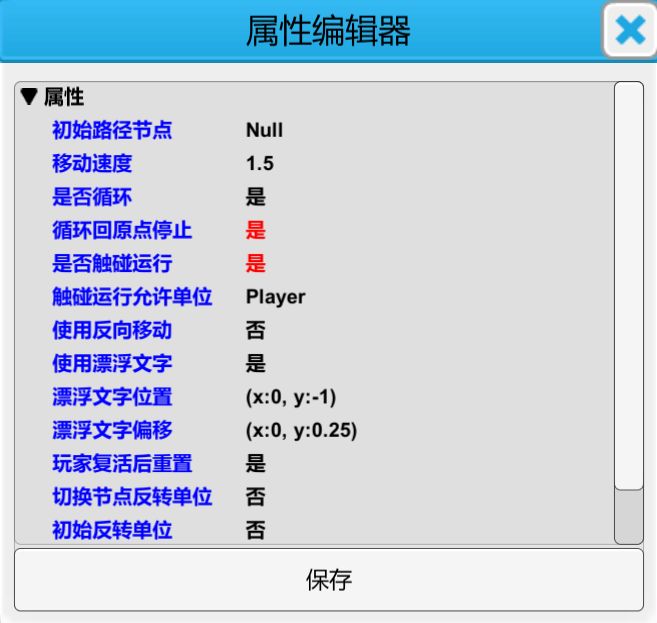 属性编辑器
▼ 属性
初始路径节点 Null
移动速度 1.5
是否循环 是
循环回原点停止 是
是否触碰运行 是
触碰运行允许单位 Player
使用反向移动 否
使用漂浮文字 是
漂浮文字位置 (x:0, y:-1)
漂浮文字偏移 (x:0, y:0.25)
玩家复活后重置 是
切换节点反转单位 否
初始反转单位 否
保存